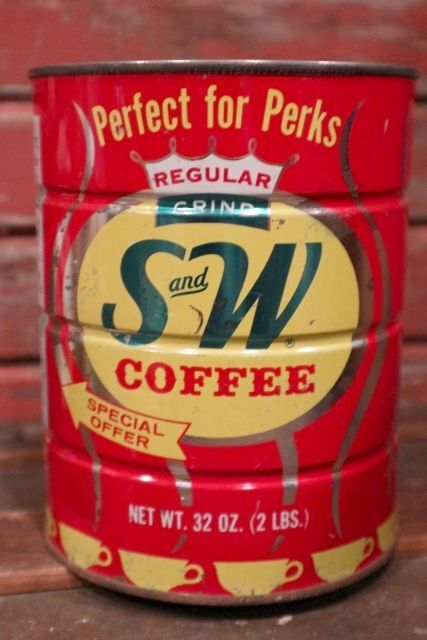 Perfect for Perks
REGULAR
GRIND
S and W®
COFFEE
SPECIAL
OFFER
NET WT. 32 OZ. (2 LBS.)